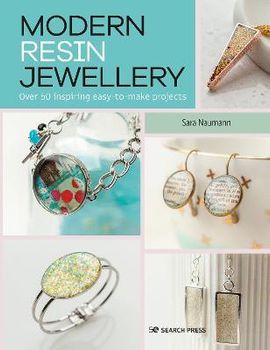 MODERN
RESIN
JEWELLERY
Over 50 inspiring easy-to-make projects
Sara Naumann
SEARCH PRESS